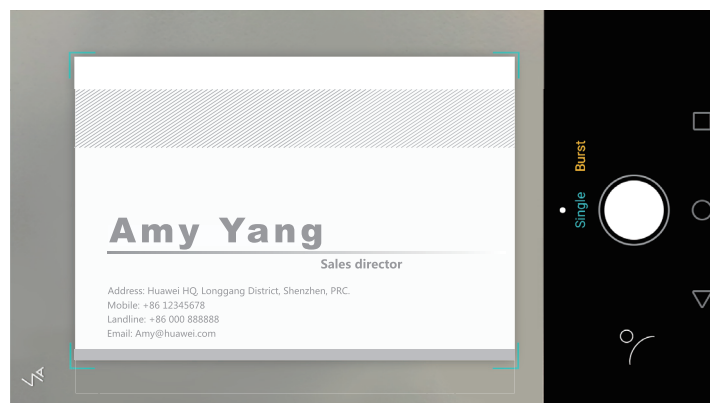 Amy Yang
Sales director
Address: Huawei HQ, Longgang District, Shenzhen, PRC.
Mobile: +86 12345678
Landline: +86 000 888888
Email: Amy@huawei.com
Single Burst